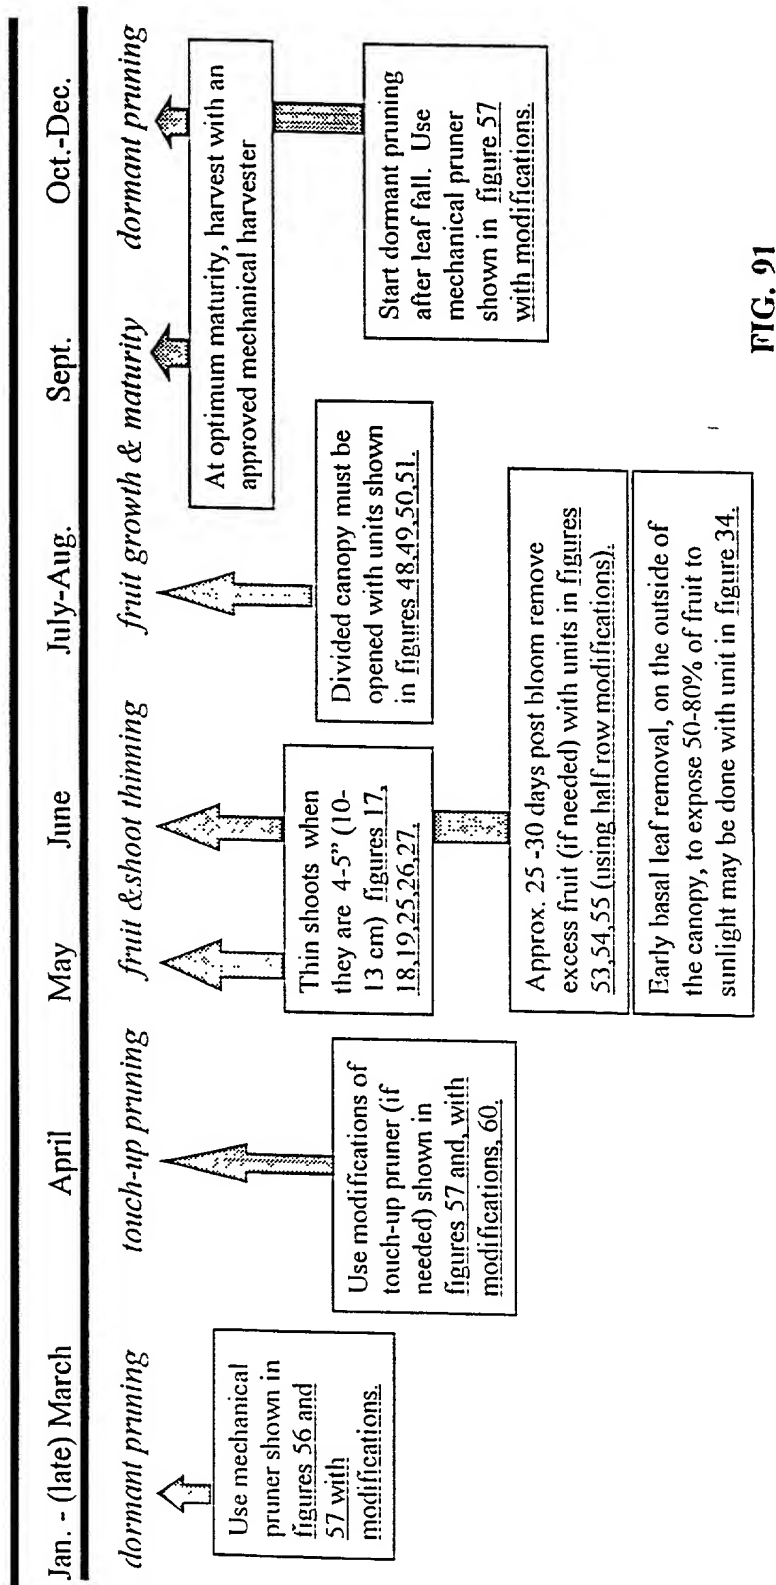 Jan. - (late) March April May June July-Aug. Sept. Oct.-Dec.
dormant pruning touch-up pruning fruit &shoot thinning fruit growth & maturity dormant pruning
Use mechanical
pruner shown in
figures 56 and
57 with
modifications.
Use modifications of
touch-up pruner (if
needed) shown in
figures 57 and, with
modifications, 60.
Thin shoots when
they are 4-5" (10-
13 cm) figures 17,
18,19,25,26,27.
Approx. 25 -30 days post bloom remove
excess fruit (if needed) with units in figures
53,54,55 (using half row modifications).
Early basal leaf removal, on the outside of
the canopy, to expose 50-80% of fruit to
sunlight may be done with unit in figure 34.
Divided canopy must be
opened with units shown
in figures 48,49,50,51.
At optimum maturity, harvest with an
approved mechanical harvester
Start dormant pruning
after leaf fall. Use
mechanical pruner
shown in figure 57
with modifications.
FIG. 91